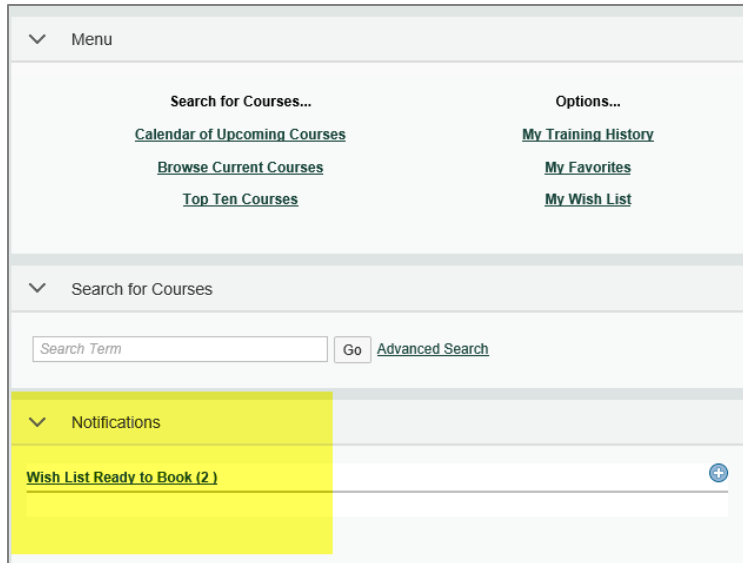 Menu
Search for Courses...
Options...
Calendar of Upcoming Courses
My Training History
Browse Current Courses
My Favorites
Top Ten Courses
My Wish List
Search for Courses
Search Term
Go
Advanced Search
Notifications
Wish List Ready to Book (2 )